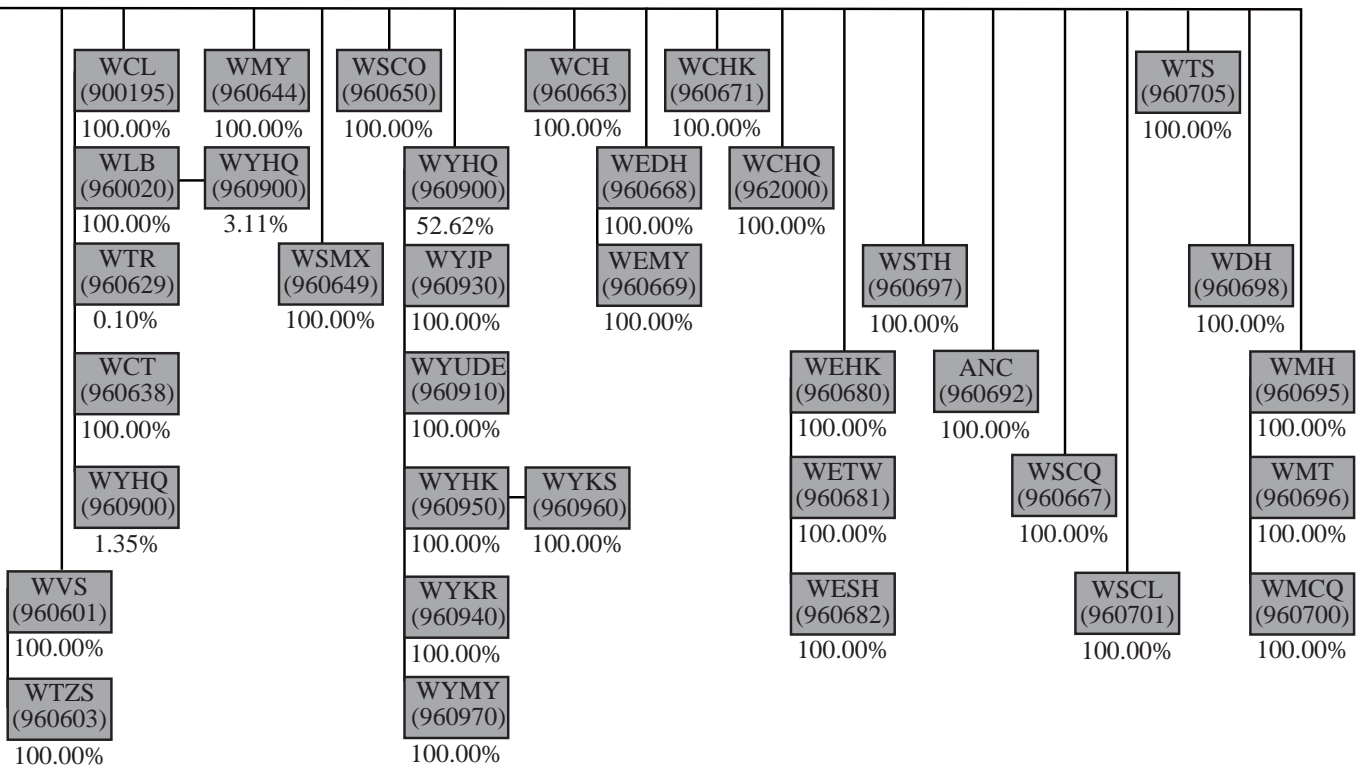 WCL
(900195)
100.00%
WMY
(960644)
100.00%
WSCO
(960650)
100.00%
WCH
(960663)
100.00%
WCHK
(960671)
100.00%
WTS
(960705)
100.00%
WLB
(960020)
100.00%
WYHQ
(960900)
3.11%
WYHQ
(960900)
52.62%
WEDH
(960668)
100.00%
WCHQ
(962000)
100.00%
WTR
(960629)
0.10%
WSMX
(960649)
100.00%
WYJP
(960930)
100.00%
WEMY
(960669)
100.00%
WSTH
(960697)
100.00%
WDH
(960698)
100.00%
WCT
(960638)
100.00%
WYUDE
(960910)
100.00%
WEHK
(960680)
100.00%
ANC
(960692)
100.00%
WMH
(960695)
100.00%
WYHQ
(960900)
1.35%
WYHK
(960950)
100.00%
WYKS
(960960)
100.00%
WETW
(960681)
100.00%
WSCQ
(960667)
100.00%
WMT
(960696)
100.00%
WVS
(960601)
100.00%
WYKR
(960940)
100.00%
WESH
(960682)
100.00%
WSCL
(960701)
100.00%
WMCQ
(960700)
100.00%
WTZS
(960603)
100.00%
WYMY
(960970)
100.00%